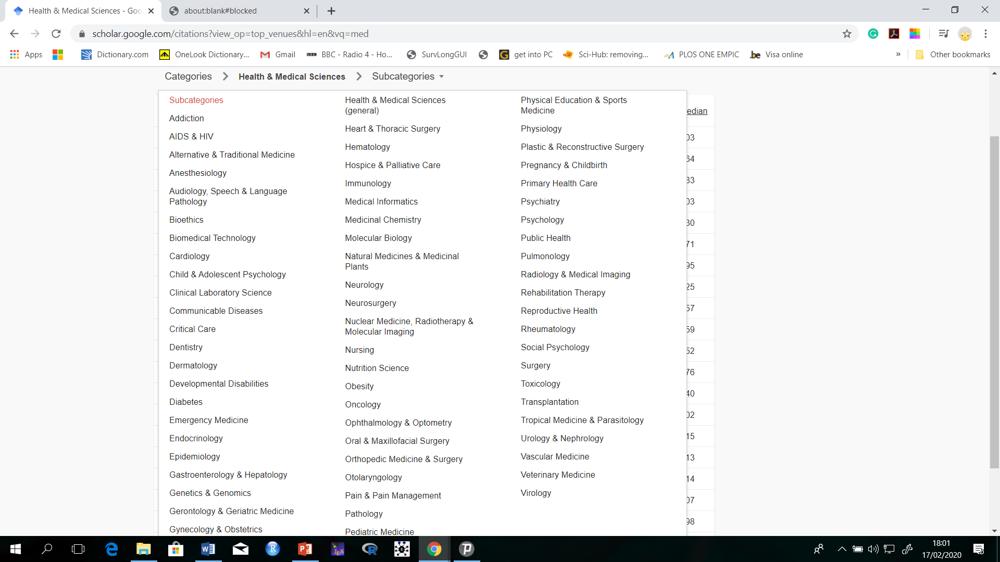 Health & Medical Sciences - Goo
about:blank#blocked
scholar.google.com/citations?view_op=top_venues&hl=en&vq=med
Apps
Dictionary.com
OneLook Dictionary...
Gmail
BBC
BBC - Radio 4 - Ho...
SurvLongGUI
get into PC
Sci-Hub: removing...
PLOS ONE EMPIC
.be
Visa online
»
Other bookmarks
Categories
Health & Medical Sciences
Subcategories
Subcategories
Addiction
AIDS & HIV
Alternative & Traditional Medicine
Anesthesiology
Audiology, Speech & Language
Pathology
Bioethics
Biomedical Technology
Cardiology
Child & Adolescent Psychology
Clinical Laboratory Science
Communicable Diseases
Critical Care
Dentistry
Dermatology
Developmental Disabilities
Diabetes
Emergency Medicine
Endocrinology
Epidemiology
Gastroenterology & Hepatology
Genetics & Genomics
Gerontology & Geriatric Medicine
Gynecology & Obstetrics
Health & Medical Sciences
(general)
Heart & Thoracic Surgery
Hematology
Hospice & Palliative Care
Immunology
Medical Informatics
Medicinal Chemistry
Molecular Biology
Natural Medicines & Medicinal
Plants
Neurology
Neurosurgery
Nuclear Medicine, Radiotherapy &
Molecular Imaging
Nursing
Nutrition Science
Obesity
Oncology
Ophthalmology & Optometry
Oral & Maxillofacial Surgery
Orthopedic Medicine & Surgery
Otolaryngology
Pain & Pain Management
Pathology
Pediatric Medicine
Physical Education & Sports
Medicine
Physiology
Plastic & Reconstructive Surgery
Pregnancy & Childbirth
Primary Health Care
Psychiatry
Psychology
Public Health
Pulmonology
Radiology & Medical Imaging
Rehabilitation Therapy
Reproductive Health
Rheumatology
Social Psychology
Surgery
Toxicology
Transplantation
Tropical Medicine & Parasitology
Urology & Nephrology
Vascular Medicine
Veterinary Medicine
Virology
edian
03
64
33
03
30
71
95
25
57
59
52
76
40
02
15
13
14
07
98
18:01
17/02/2020